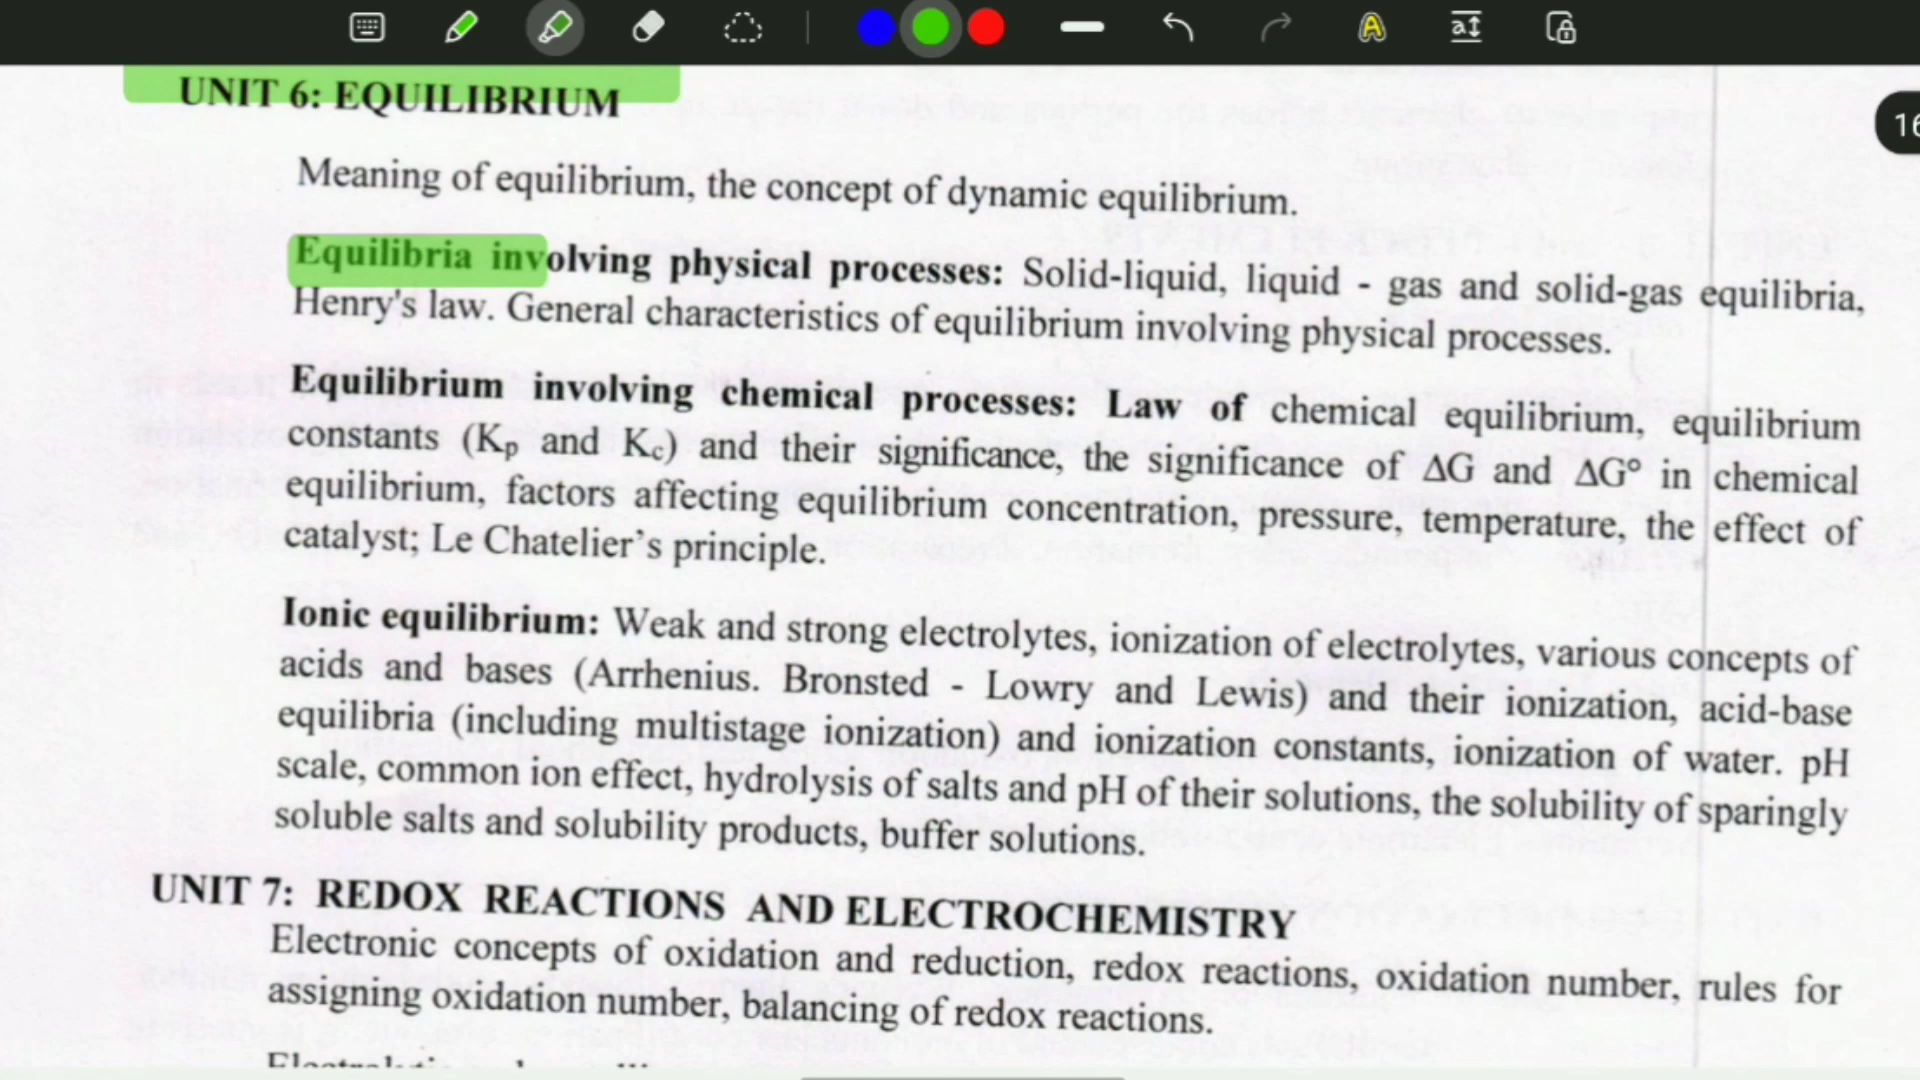 UNIT 6: EQUILIBRIUM
16
Meaning of equilibrium, the concept of dynamic equilibrium.
Equilibria involving physical processes: Solid-liquid, liquid - gas and solid-gas equilibria,
Henry's law. General characteristics of equilibrium involving physical processes.
Equilibrium involving chemical processes: Law of chemical equilibrium, equilibrium
constants (Kp and Kc) and their significance, the significance of ΔG and ΔG° in chemical
equilibrium, factors affecting equilibrium concentration, pressure, temperature, the effect of
catalyst; Le Chatelier’s principle.
Ionic equilibrium: Weak and strong electrolytes, ionization of electrolytes, various concepts of
acids and bases (Arrhenius. Bronsted - Lowry and Lewis) and their ionization, acid-base
equilibria (including multistage ionization) and ionization constants, ionization of water. pH
scale, common ion effect, hydrolysis of salts and pH of their solutions, the solubility of sparingly
soluble salts and solubility products, buffer solutions.
UNIT 7: REDOX REACTIONS AND ELECTROCHEMISTRY
Electronic concepts of oxidation and reduction, redox reactions, oxidation number, rules for
assigning oxidation number, balancing of redox reactions.